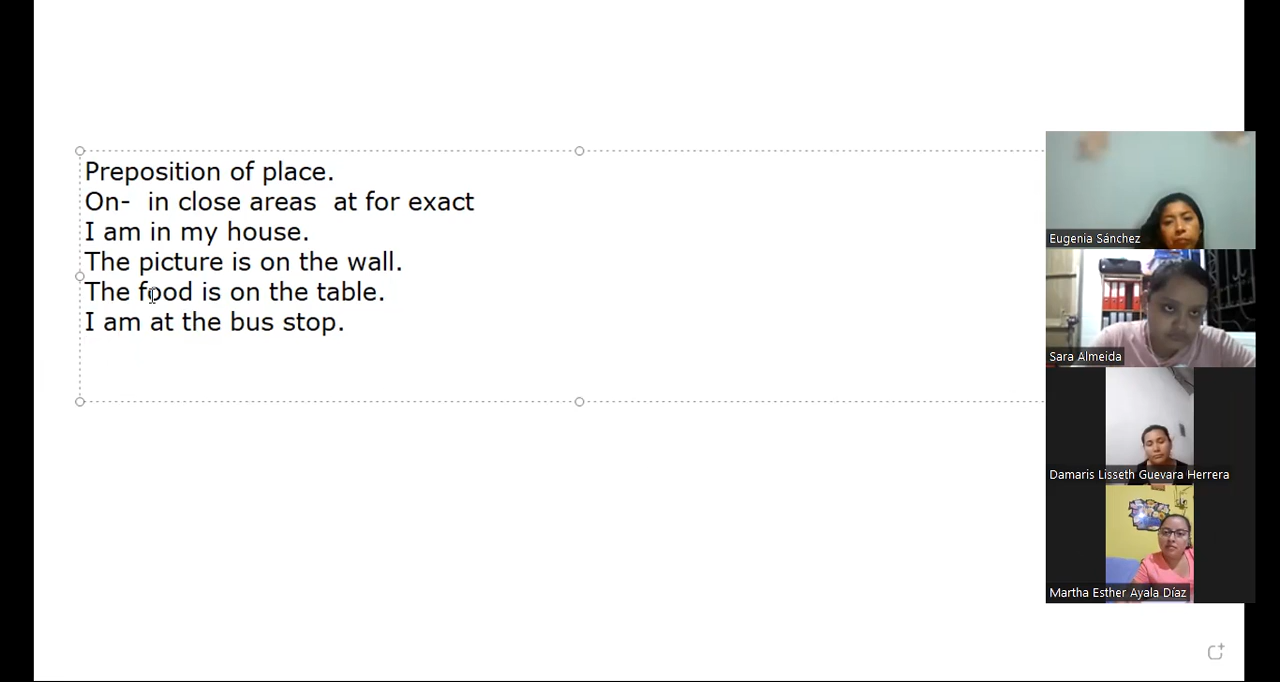 Preposition of place.
On-  in close areas  at for exact
I am in my house.
The picture is on the wall.
The food is on the table.
I am at the bus stop.
Eugenia Sánchez
Sara Almeida
Damaris Lisseth Guevara Herrera
Martha Esther Ayala Díaz